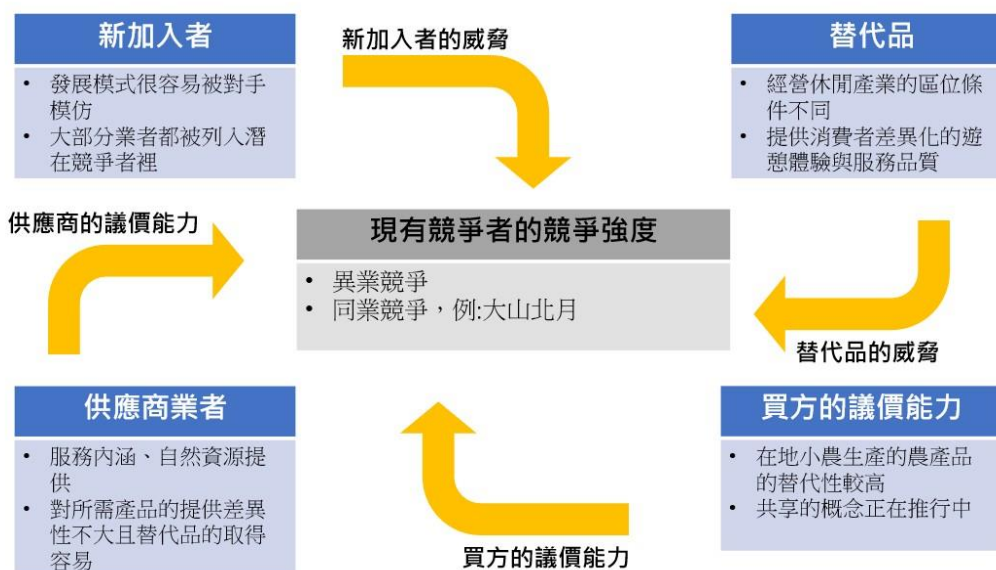 新加入者
• 發展模式很容易被對手
模仿
• 大部分業者都被列入潛
在競爭者裡
新加入者的威脅
替代品
• 經營休閒產業的區位條
件不同
• 提供消費者差異化的遊
憩體驗與服務品質
供應商的議價能力
現有競爭者的競爭強度
• 異業競爭
• 同業競爭，例:大山北月
替代品的威脅
供應商業者
• 服務內涵、自然資源提
供
• 對所需產品的提供差異
性不大且替代品的取得
容易
買方的議價能力
買方的議價能力
• 在地小農生產的農產品
的替代性較高
• 共享的概念正在推行中